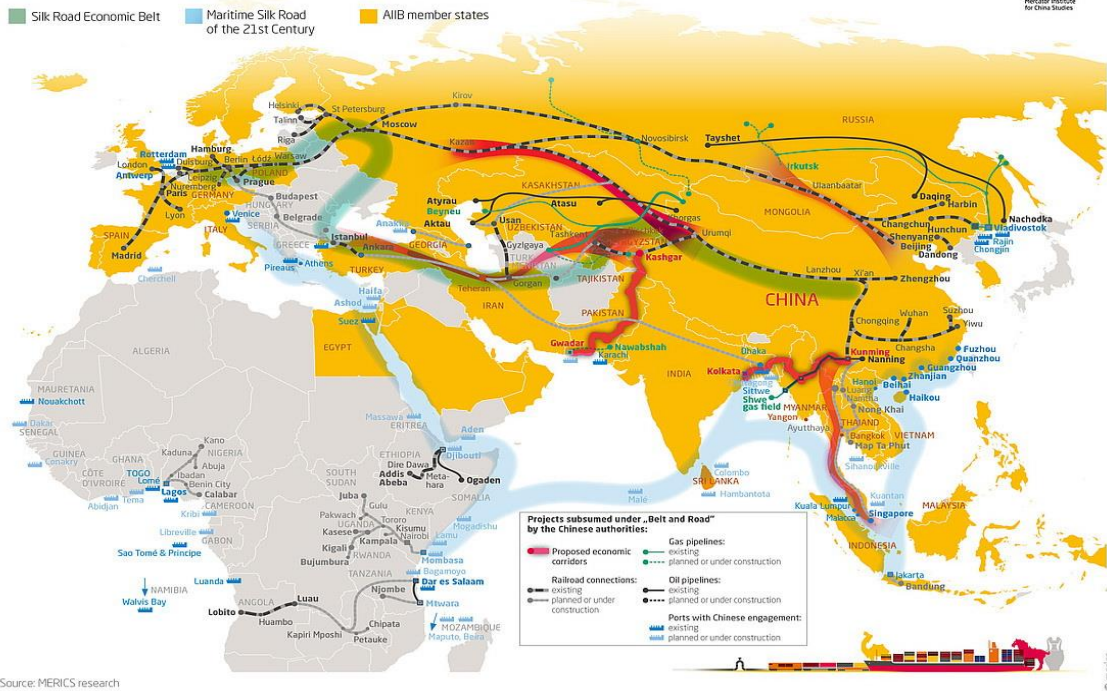 Mercator Institute
for China Studies
Silk Road Economic Belt
Maritime Silk Road
of the 21st Century
AIIB member states
Helsinki
St Petersburg
Talinn
Riga
Kirov
Moscow
Kazan
Novosibirsk
Tayshet
RUSSIA
Irkutsk
SPAIN
London
Rotterdam
Antwerp
Hamburg
Duisburg
Berlin
Łódź
Warsaw
POLAND
Leipzig
Prague
Nuremberg
GERMANY
Paris
Lyon
Madrid
Budapest
Belgrade
SERBIA
Venice
ITALY
GREECE
Istanbul
Ankara
TURKEY
Piraeus
Athens
Cherchell
GEORGIA
Atyrau
Beyneu
Aktau
Usan
KAZAKHSTAN
Atasu
UZBEKISTAN
Tashkent
Gyzlgaya
Khorgas
Urumqi
Kashgar
TAJIKISTAN
Gorgan
Teheran
IRAN
PAKISTAN
Gwadar
Nawabshah
Karachi
Ulaanbaatar
MONGOLIA
Daqing
Harbin
Changchun
Hunchun
Shenyang
Beijing
Dandong
Nachodka
Vladivostok
Rajin
Chongjin
Lanzhou
Xi'an
Zhengzhou
CHINA
Chongqing
Wuhan
Suzhou
Yiwu
Changsha
Kunming
Nanning
Fuzhou
Quanzhou
Guangzhou
Zhanjian
Beihai
Haikou
Hanoi
Luang
Namtha
Nong Khai
Dhaka
Kolkata
Sittwe
Shwe
gas field
MYANMAR
Yangon
Ayutthaya
THAILAND
Bangkok
Map Ta Phut
VIETNAM
Sihanoukville
INDIA
SRI LANKA
Colombo
Hambantota
Malé
Kuantan
Kuala Lumpur
Malacca
Singapore
MALAYSIA
INDONESIA
Jakarta
Bandung
Haifa
Ashod
Suez
EGYPT
ALGERIA
MAURETANIA
Nouakchott
Dakar
SENEGAL
GUINEA
Conakry
CÔTE
D'IVOIRE
Abidjan
GHANA
Tema
TOGO
Lomé
Lagos
Kano
Kaduna
NIGERIA
Abuja
Ibadan
Benin City
Calabar
CAMEROON
Kribi
Libreville
GABON
Sao Tomé & Príncipe
Massawa
ERITREA
Aden
Djibouti
ETHIOPIA
Dire Dawa
Addis
Abeba
Meta-
hara
Ogaden
SOMALIA
Mogadishu
SOUTH
SUDAN
Juba
Gulu
Pakwach
UGANDA
Tororo
Kasese
Kampala
Kisumu
Nairobi
KENYA
Lamu
Kigali
RWANDA
Bujumbura
Mombasa
Bagamoyo
TANZANIA
Dar es Salaam
Njombe
Mtwara
NAMIBIA
Walvis Bay
Luanda
ANGOLA
Lobito
Luau
Huambo
Kapiri Mposhi
Chipata
Petauke
MOZAMBIQUE
Maputo, Beira
Projects subsumed under „Belt and Road"
by the Chinese authorities:
Proposed economic
corridors
Railroad connections:
existing
planned or under
construction
Gas pipelines:
existing
planned or under construction
Oil pipelines:
existing
planned or under construction
Ports with Chinese engagement:
existing
planned or under construction
Source: MERICS research